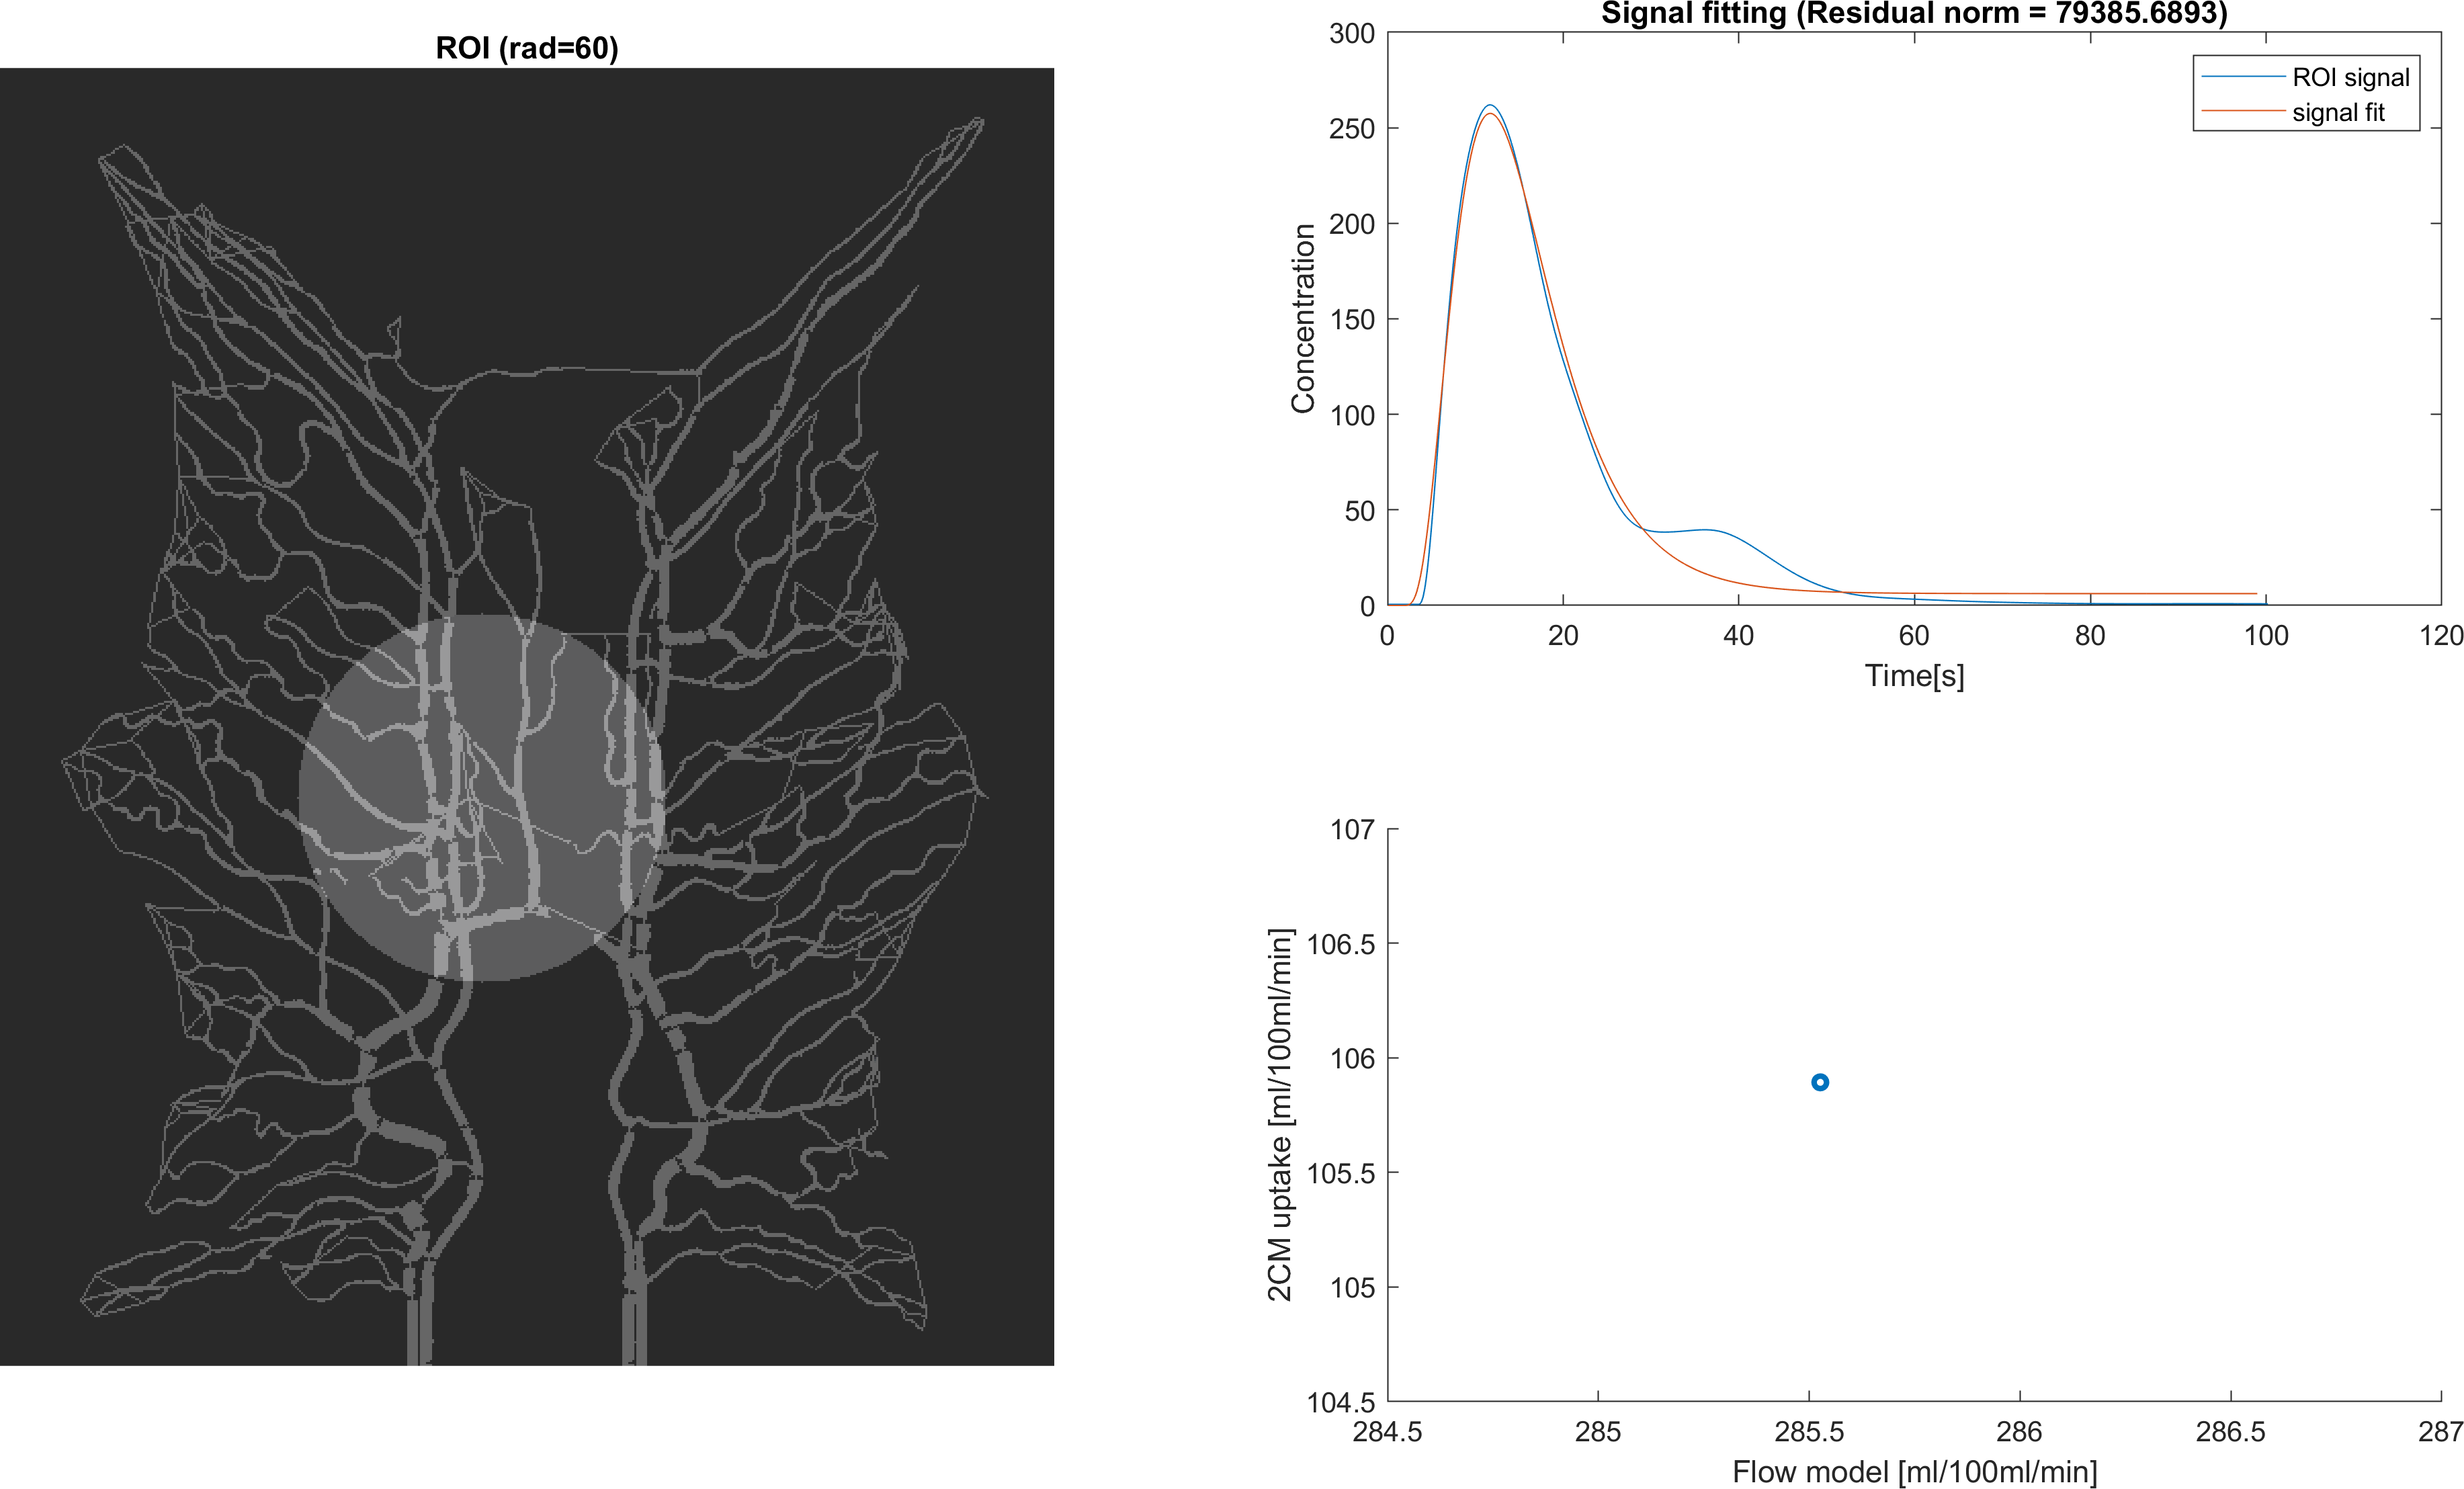 ROI (rad=60)
Signal fitting (Residual norm = 79385.6893)
300
250
200
150
100
50
0
Concentration
0 20 40 60 80 100 120
Time[s]
ROI signal
signal fit
107
106.5
106
105.5
105
104.5
2CM uptake [ml/100ml/min]
284.5 285 285.5 286 286.5 287
Flow model [ml/100ml/min]